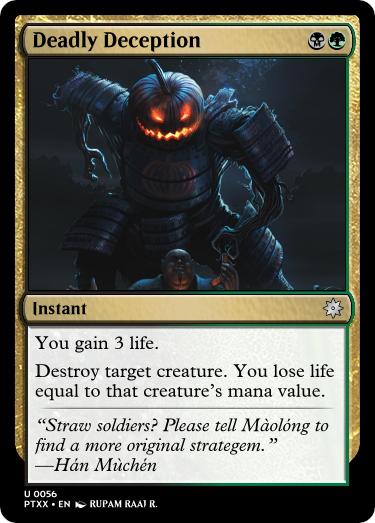 Deadly Deception
Instant
You gain 3 life.
Destroy target creature. You lose life
equal to that creature's mana value.
“Straw soldiers? Please tell Màolóng to
find a more original strategem.”
—Hán Mùchén
U 0056
PTXX • EN RUPAM RAAJ R.